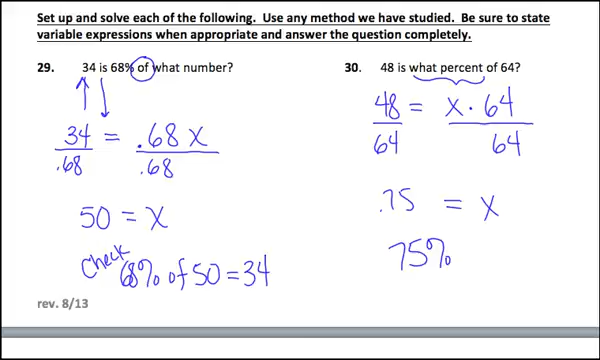 Set up and solve each of the following. Use any method we have studied. Be sure to state
variable expressions when appropriate and answer the question completely.
29. 34 is 68% of what number?
34 = .68 x
.68 .68
50 = x
check 68% of 50 = 34
30. 48 is what percent of 64?
48 = x · 64
64 64
.75 = x
75%
rev. 8/13